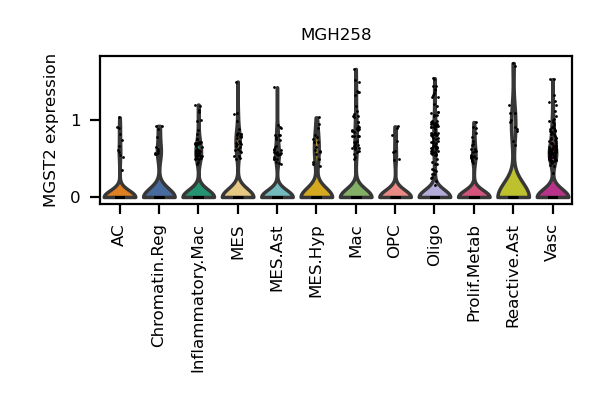 MGH258
MGST2 expression
1
0
AC
Chromatin.Reg
Inflammatory.Mac
MES
MES.Ast
MES.Hyp
Mac
OPC
Oligo
Prolif.Metab
Reactive.Ast
Vasc